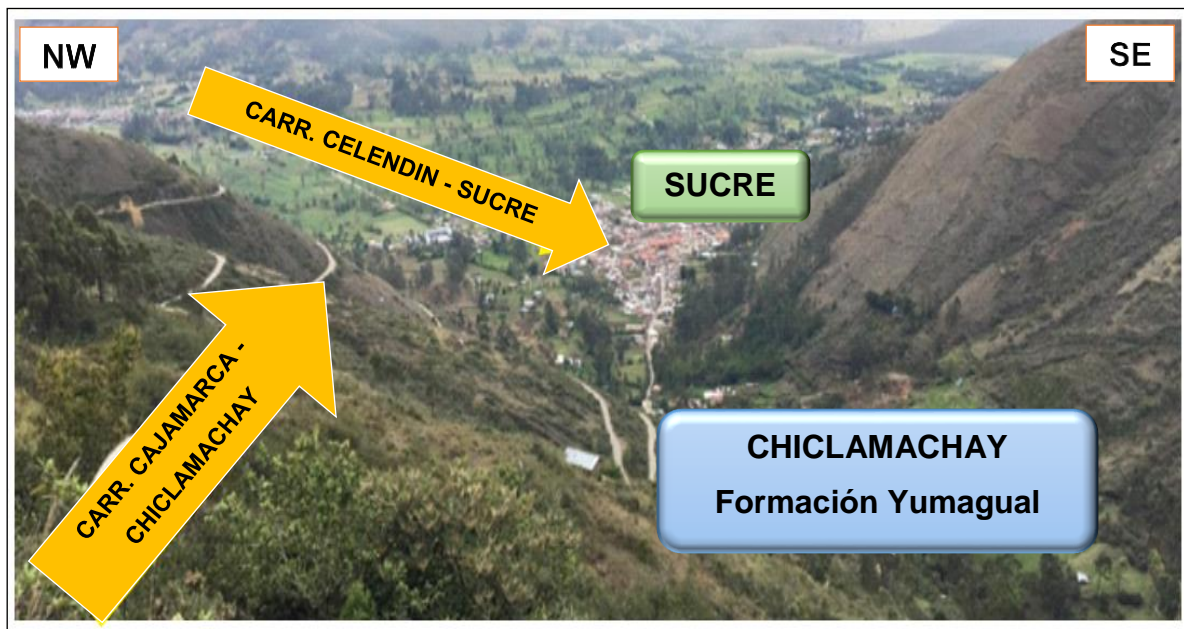 NW
SE
CARR. CELENDIN - SUCRE
SUCRE
CARR. CAJAMARCA -
CHICLAMACHAY
CHICLAMACHAY
Formación Yumagual